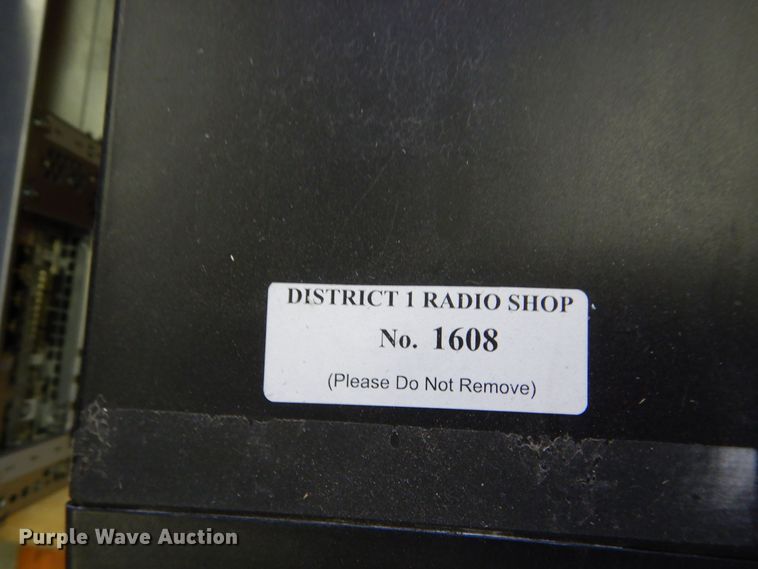 DISTRICT 1 RADIO SHOP
No. 1608
(Please Do Not Remove)
Purple Wave Auction